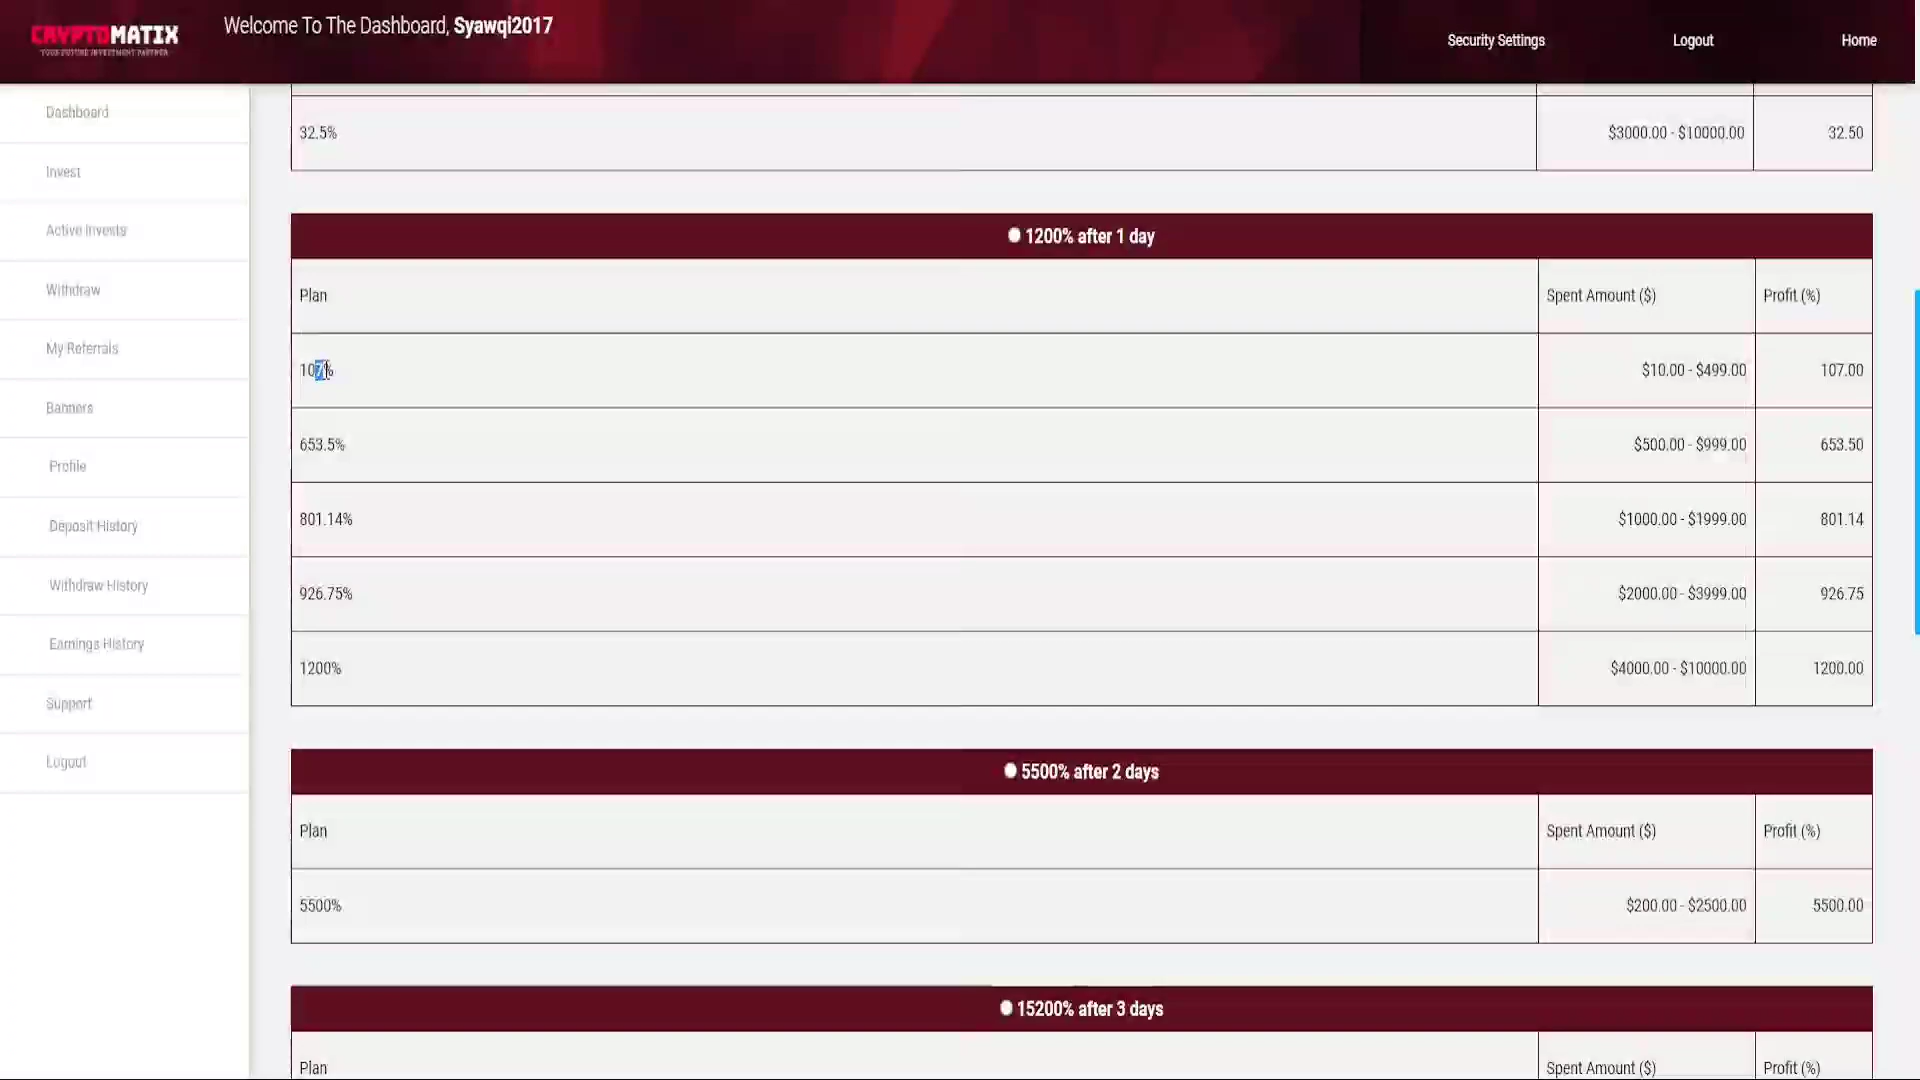 CRYPTOMATIX
YOUR FUTURE INVESTMENT PARTNER
Welcome To The Dashboard, Syawqi2017
Security Settings
Logout
Home
Dashboard
Invest
Active Invests
Withdraw
My Referrals
Banners
Profile
Deposit History
Withdraw History
Earnings History
Support
Logout
32.5% $3000.00 - $10000.00 32.50
1200% after 1 day
Plan Spent Amount ($) Profit (%)
107% $10.00 - $499.00 107.00
653.5% $500.00 - $999.00 653.50
801.14% $1000.00 - $1999.00 801.14
926.75% $2000.00 - $3999.00 926.75
1200% $4000.00 - $10000.00 1200.00
5500% after 2 days
Plan Spent Amount ($) Profit (%)
5500% $200.00 - $2500.00 5500.00
15200% after 3 days
Plan Spent Amount ($) Profit (%)